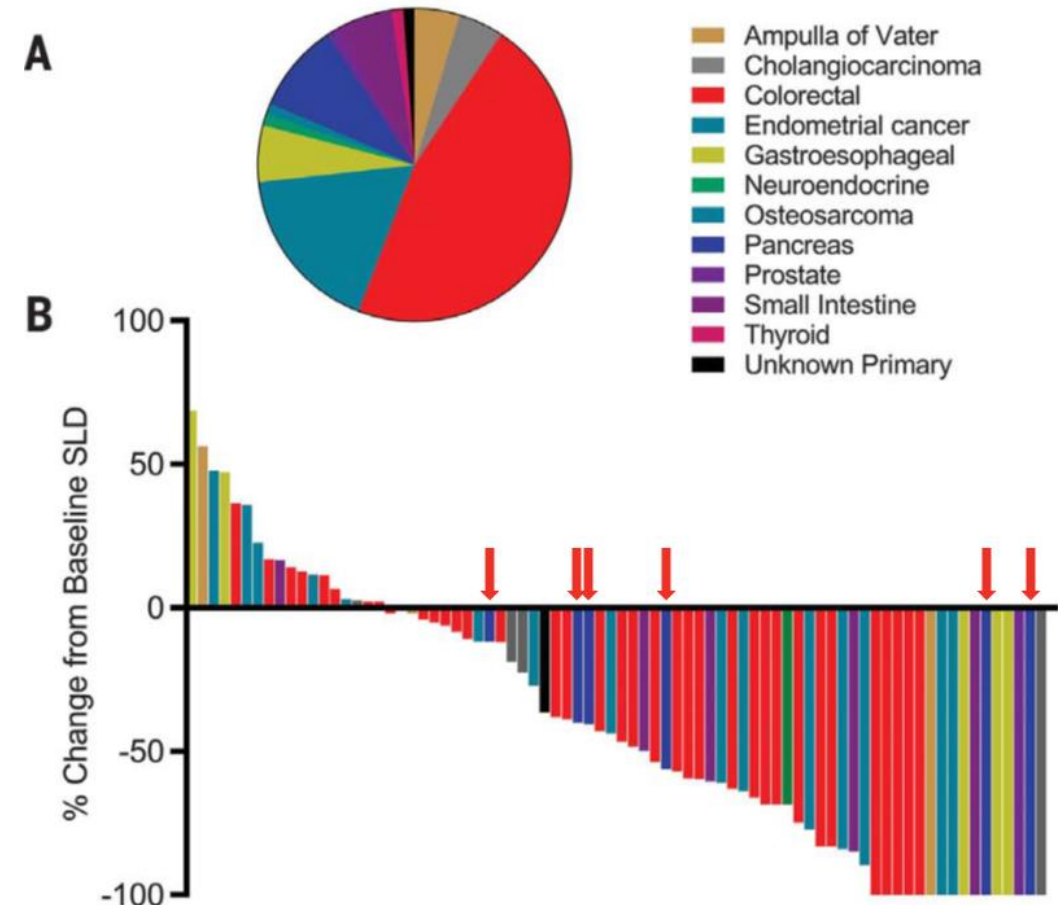 A
Ampulla of Vater
Cholangiocarcinoma
Colorectal
Endometrial cancer
Gastroesophageal
Neuroendocrine
Osteosarcoma
Pancreas
Prostate
Small Intestine
Thyroid
Unknown Primary
B
% Change from Baseline SLD
100
50
0
-50
-100